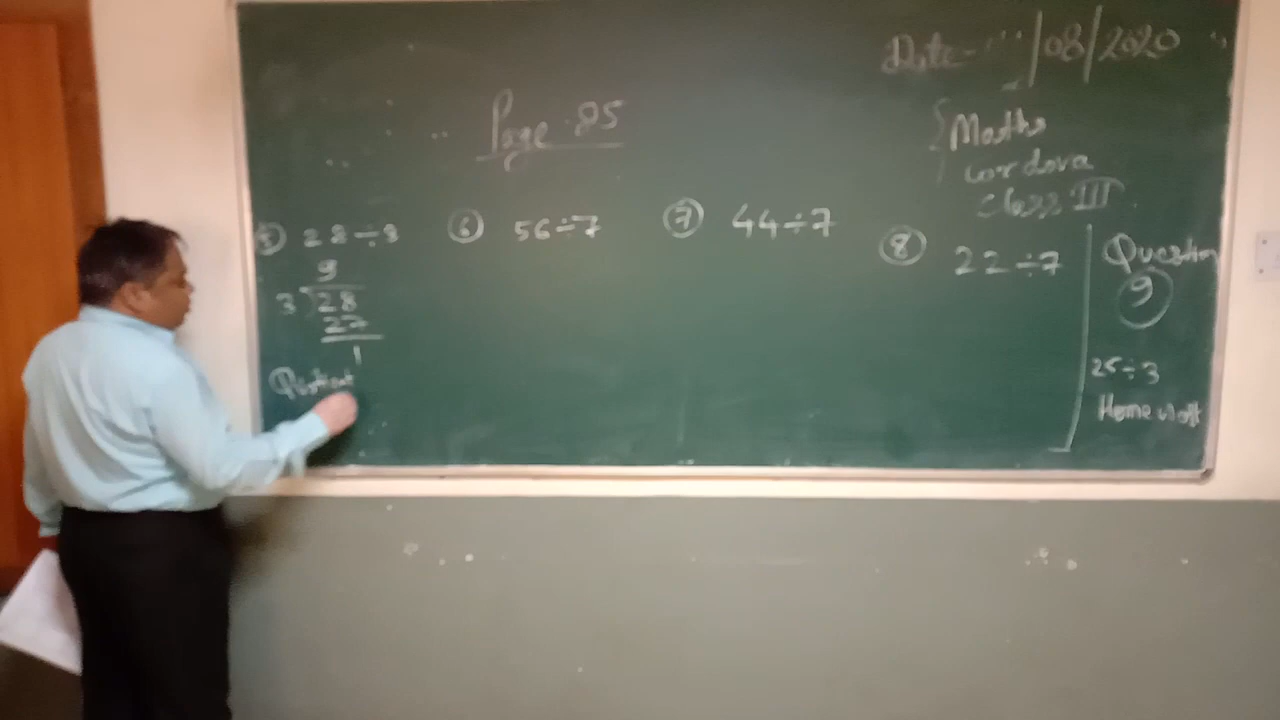 Date- /08/2020
Page 85
Maths
Cordova
Class III
5 28÷3
9
3)28
27
1
Quotient
6 56÷7
7 44÷7
8 22÷7
Question
9
25÷3
Home